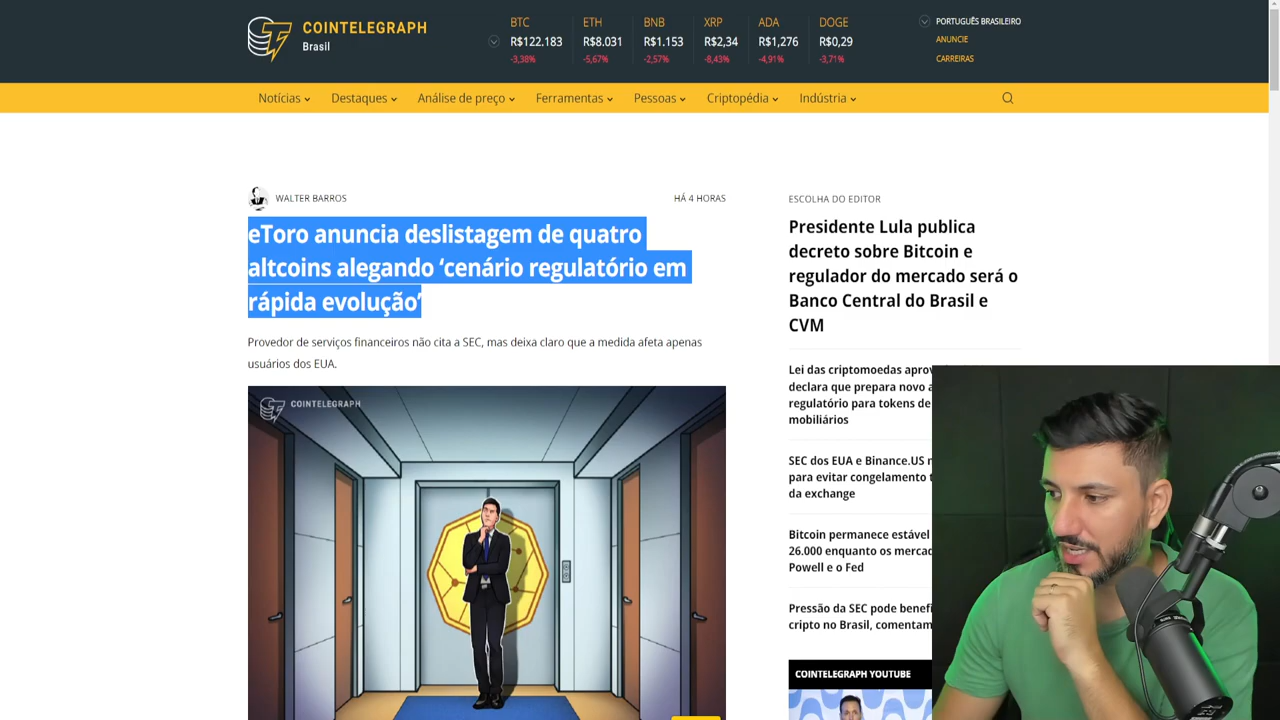 COINTELEGRAPH
Brasil
BTC
R$122.183
-3,38%
ETH
R$8.031
-5,67%
BNB
R$1.153
-2,57%
XRP
R$2,34
-8,43%
ADA
R$1,276
-4,91%
DOGE
R$0,29
-3,71%
PORTUGUÊS BRASILEIRO
ANUNCIE
CARREIRAS
Notícias
Destaques
Análise de preço
Ferramentas
Pessoas
Criptopédia
Indústria
WALTER BARROS
HÁ 4 HORAS
eToro anuncia deslistagem de quatro
altcoins alegando ‘cenário regulatório em
rápida evolução’
Provedor de serviços financeiros não cita a SEC, mas deixa claro que a medida afeta apenas
usuários dos EUA.
COINTELEGRAPH
ESCOLHA DO EDITOR
Presidente Lula publica
decreto sobre Bitcoin e
regulador do mercado será o
Banco Central do Brasil e
CVM
Lei das criptomoedas aprov
declara que prepara novo a
regulatório para tokens de
mobiliários
SEC dos EUA e Binance.US n
para evitar congelamento t
da exchange
Bitcoin permanece estável
26.000 enquanto os mercad
Powell e o Fed
Pressão da SEC pode benefi
cripto no Brasil, comentam
COINTELEGRAPH YOUTUBE